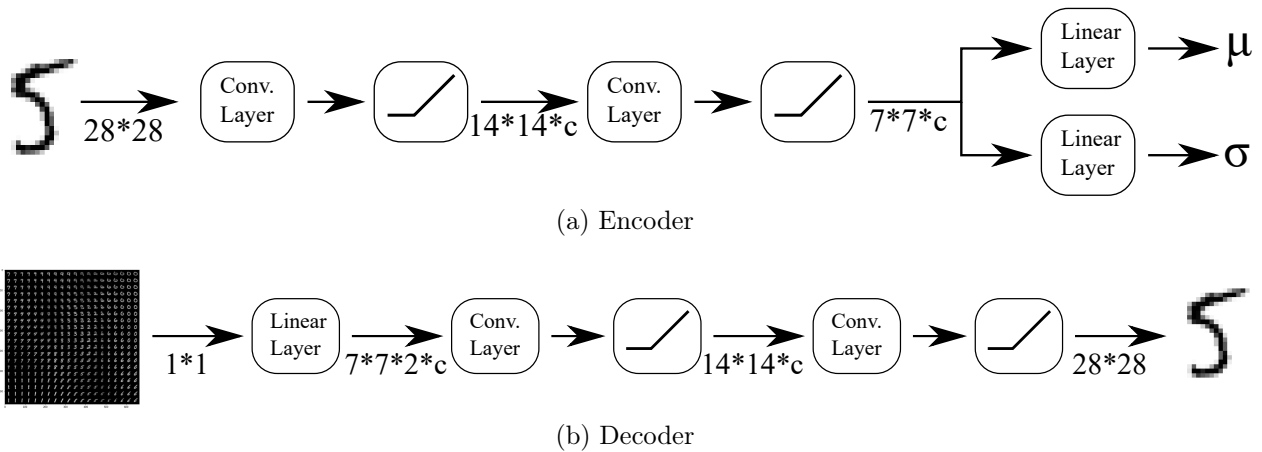 Linear
Layer
μ
Conv.
Layer
Conv.
Layer
28*28
14*14*c
7*7*c
Linear
Layer
σ
(a) Encoder
Linear
Layer
Conv.
Layer
Conv.
Layer
1*1
7*7*2*c
14*14*c
28*28
(b) Decoder